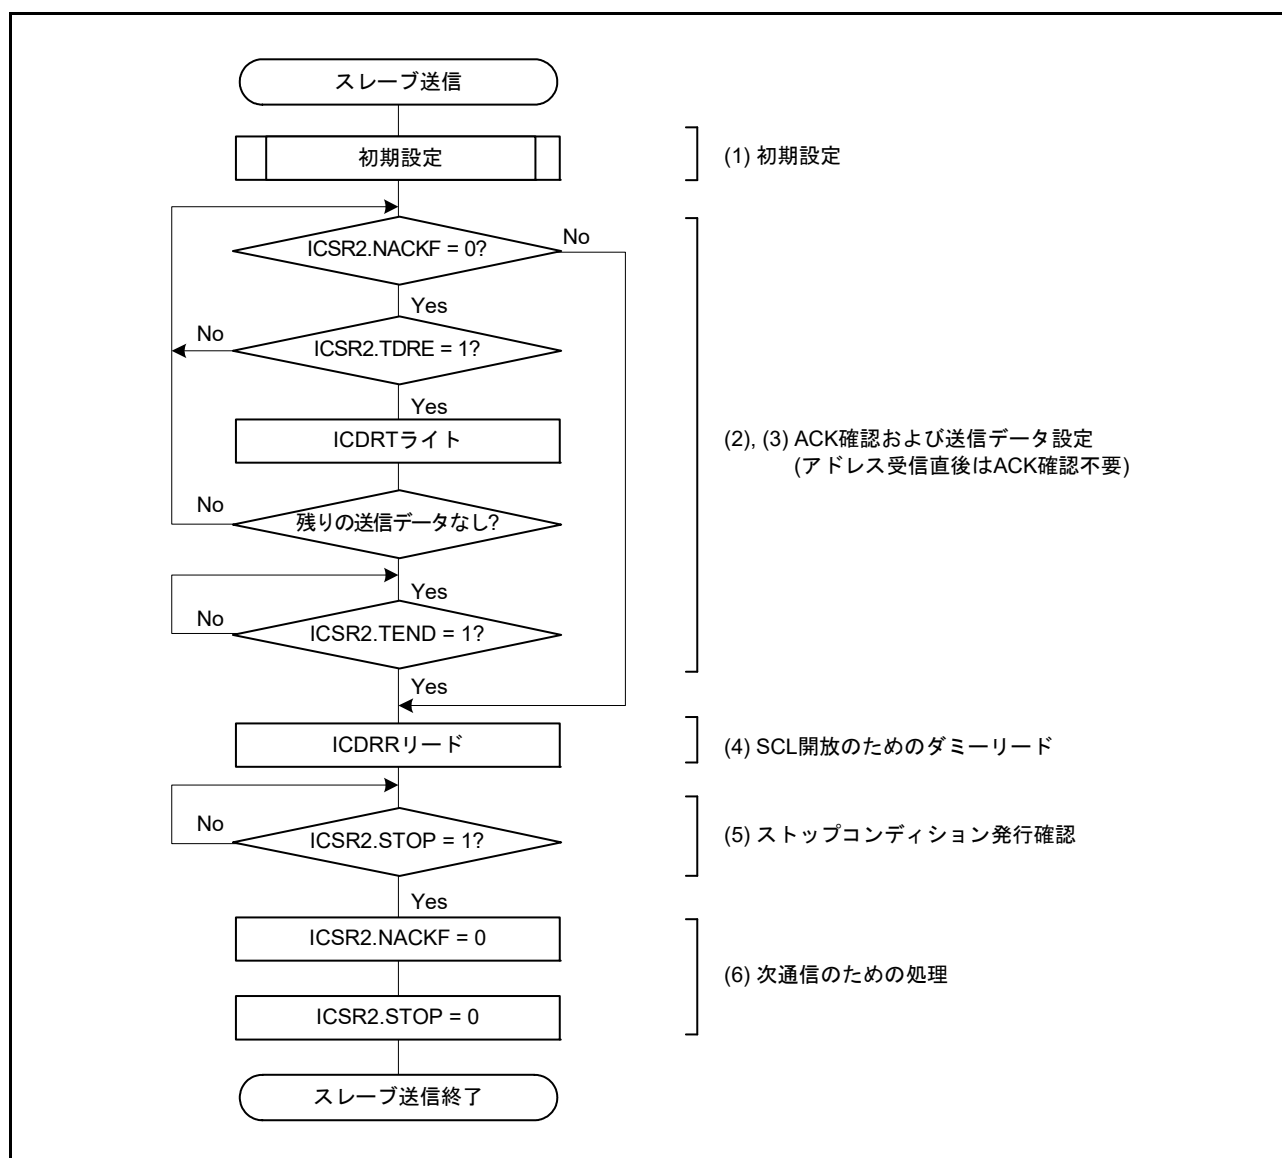 スレーブ送信
初期設定
(1) 初期設定
ICSR2.NACKF = 0?
No
Yes
No
ICSR2.TDRE = 1?
Yes
ICDRTライト
(2), (3) ACK確認および送信データ設定
(アドレス受信直後はACK確認不要)
No
残りの送信データなし?
Yes
No
ICSR2.TEND = 1?
Yes
ICDRRリード
(4) SCL開放のためのダミーリード
No
ICSR2.STOP = 1?
(5) ストップコンディション発行確認
Yes
ICSR2.NACKF = 0
(6) 次通信のための処理
ICSR2.STOP = 0
スレーブ送信終了